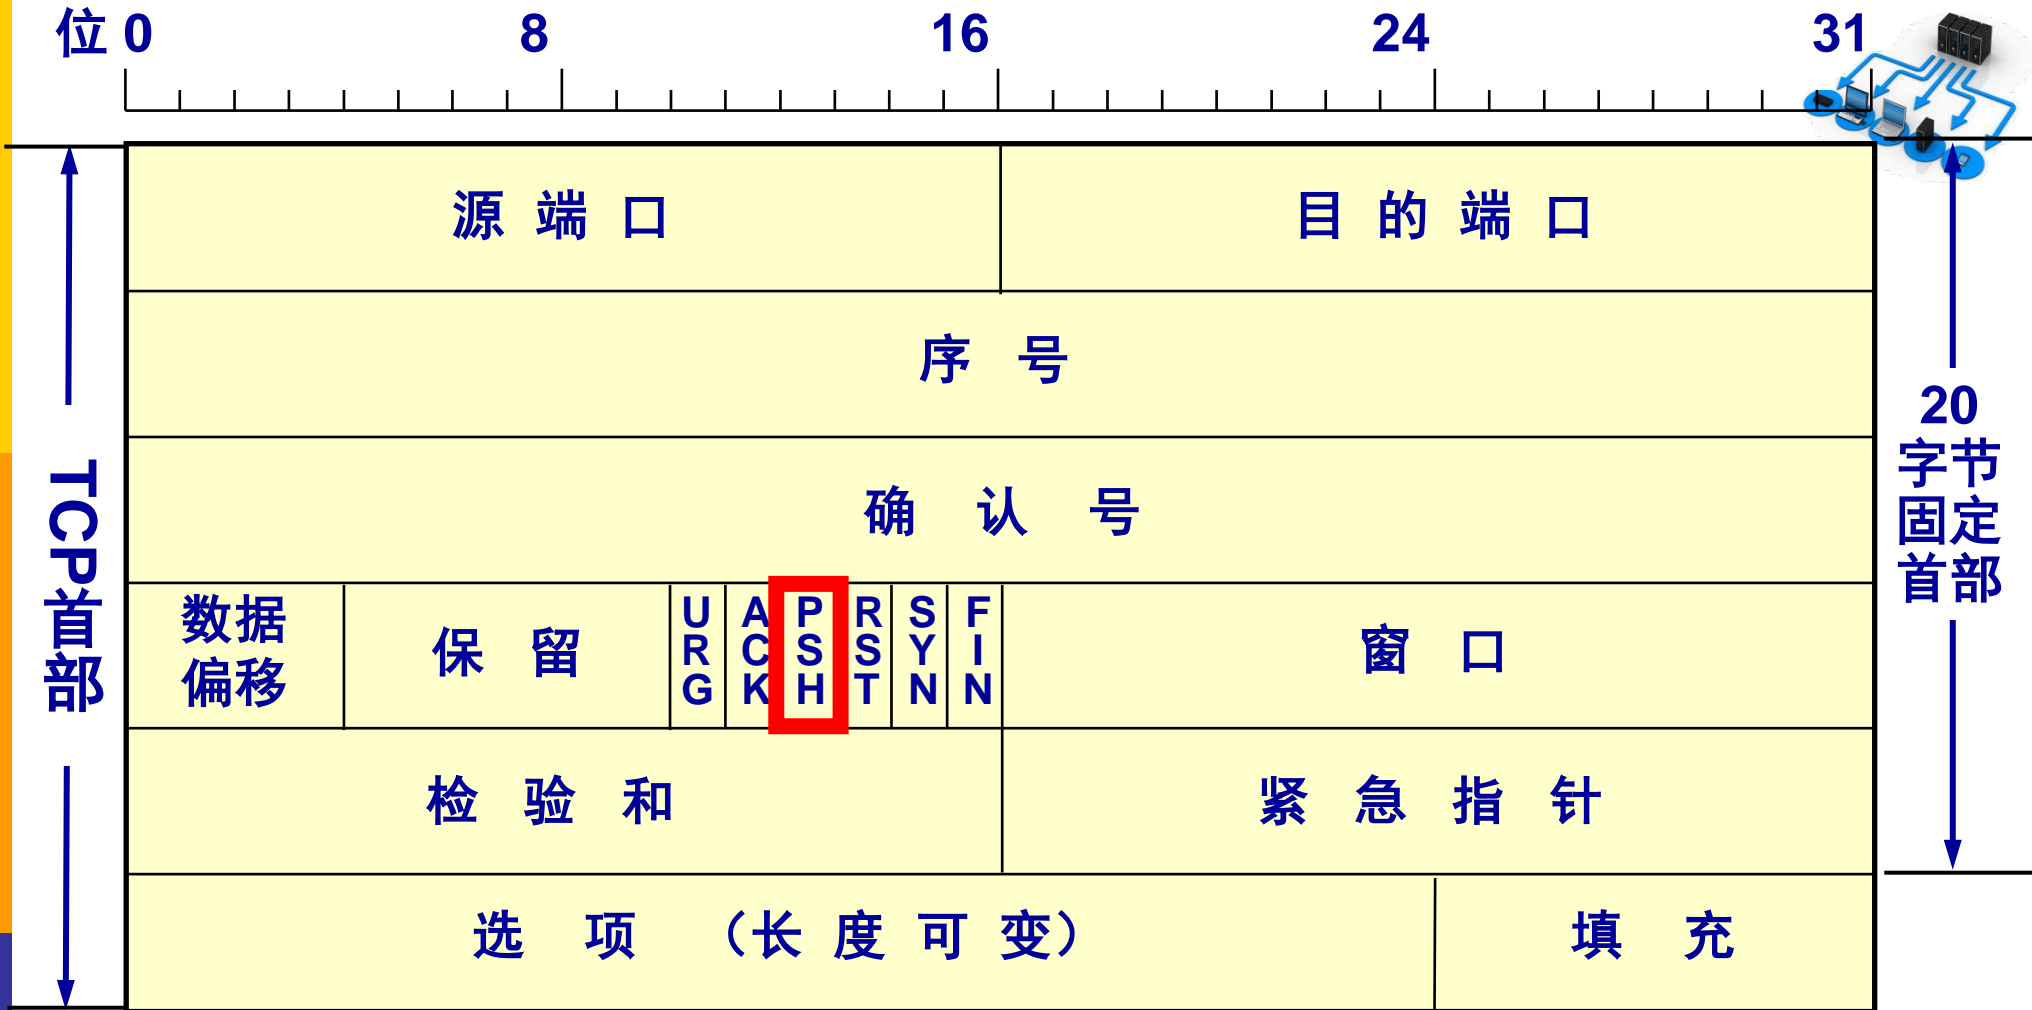 位 0 8 16 24 31
源 端 口 目 的 端 口
序 号
确 认 号
数据
偏移
保 留
URG
ACK
PSH
RST
SYN
FIN
窗 口
检 验 和 紧 急 指 针
选 项 （长 度 可 变） 填 充
TCP首部
20
字节
固定
首部